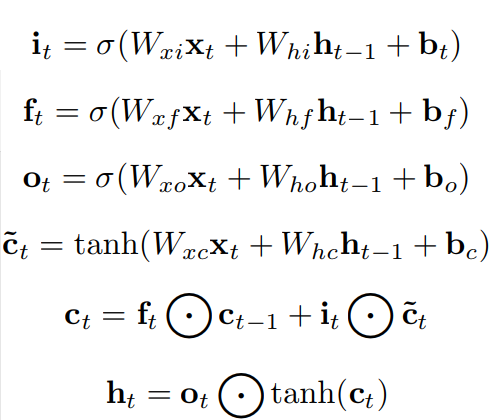 i_t = σ(W_{xi}x_t + W_{hi}h_{t−1} + b_t)
f_t = σ(W_{xf}x_t + W_{hf}h_{t−1} + b_f)
o_t = σ(W_{xo}x_t + W_{ho}h_{t−1} + b_o)
c̃_t = tanh(W_{xc}x_t + W_{hc}h_{t−1} + b_c)
c_t = f_t ⨀ c_{t−1} + i_t ⨀ c̃_t
h_t = o_t ⨀ tanh(c_t)